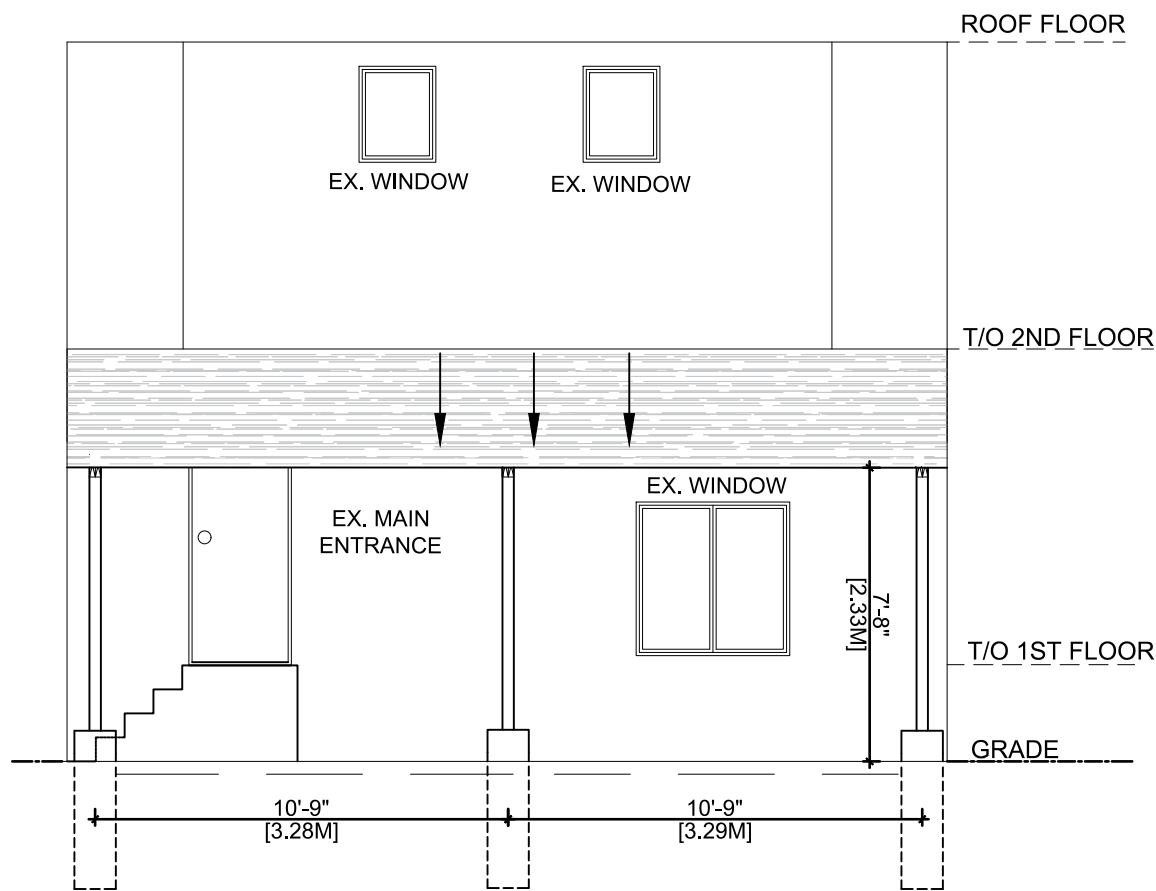 ROOF FLOOR
EX. WINDOW
EX. WINDOW
T/O 2ND FLOOR
EX. WINDOW
EX. MAIN
ENTRANCE
7'-8"
[2.33M]
T/O 1ST FLOOR
GRADE
10'-9"
[3.28M]
10'-9"
[3.29M]